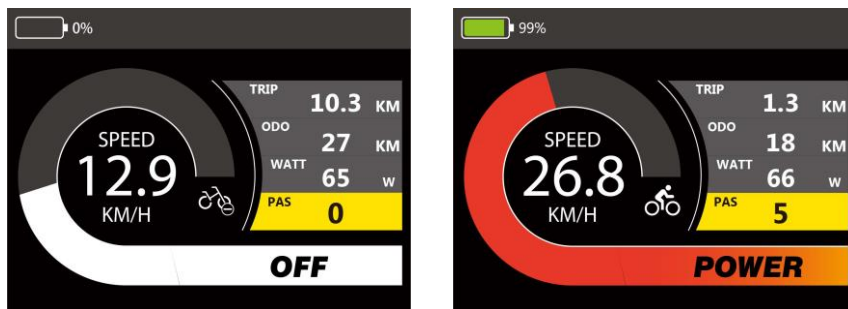 0%
TRIP 10.3 KM
ODO 27 KM
WATT 65 W
PAS 0
SPEED
12.9
KM/H
OFF
99%
TRIP 1.3 KM
ODO 18 KM
WATT 66 W
PAS 5
SPEED
26.8
KM/H
POWER